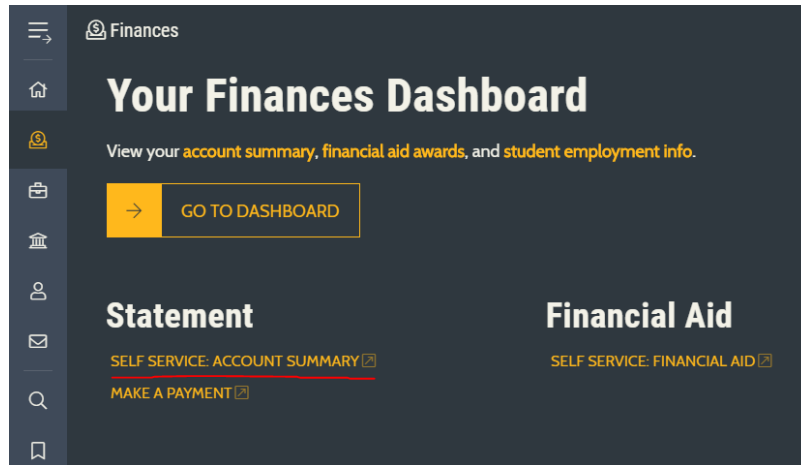 Finances
Your Finances Dashboard
View your account summary, financial aid awards, and student employment info.
GO TO DASHBOARD
Statement
SELF SERVICE: ACCOUNT SUMMARY
MAKE A PAYMENT
Financial Aid
SELF SERVICE: FINANCIAL AID